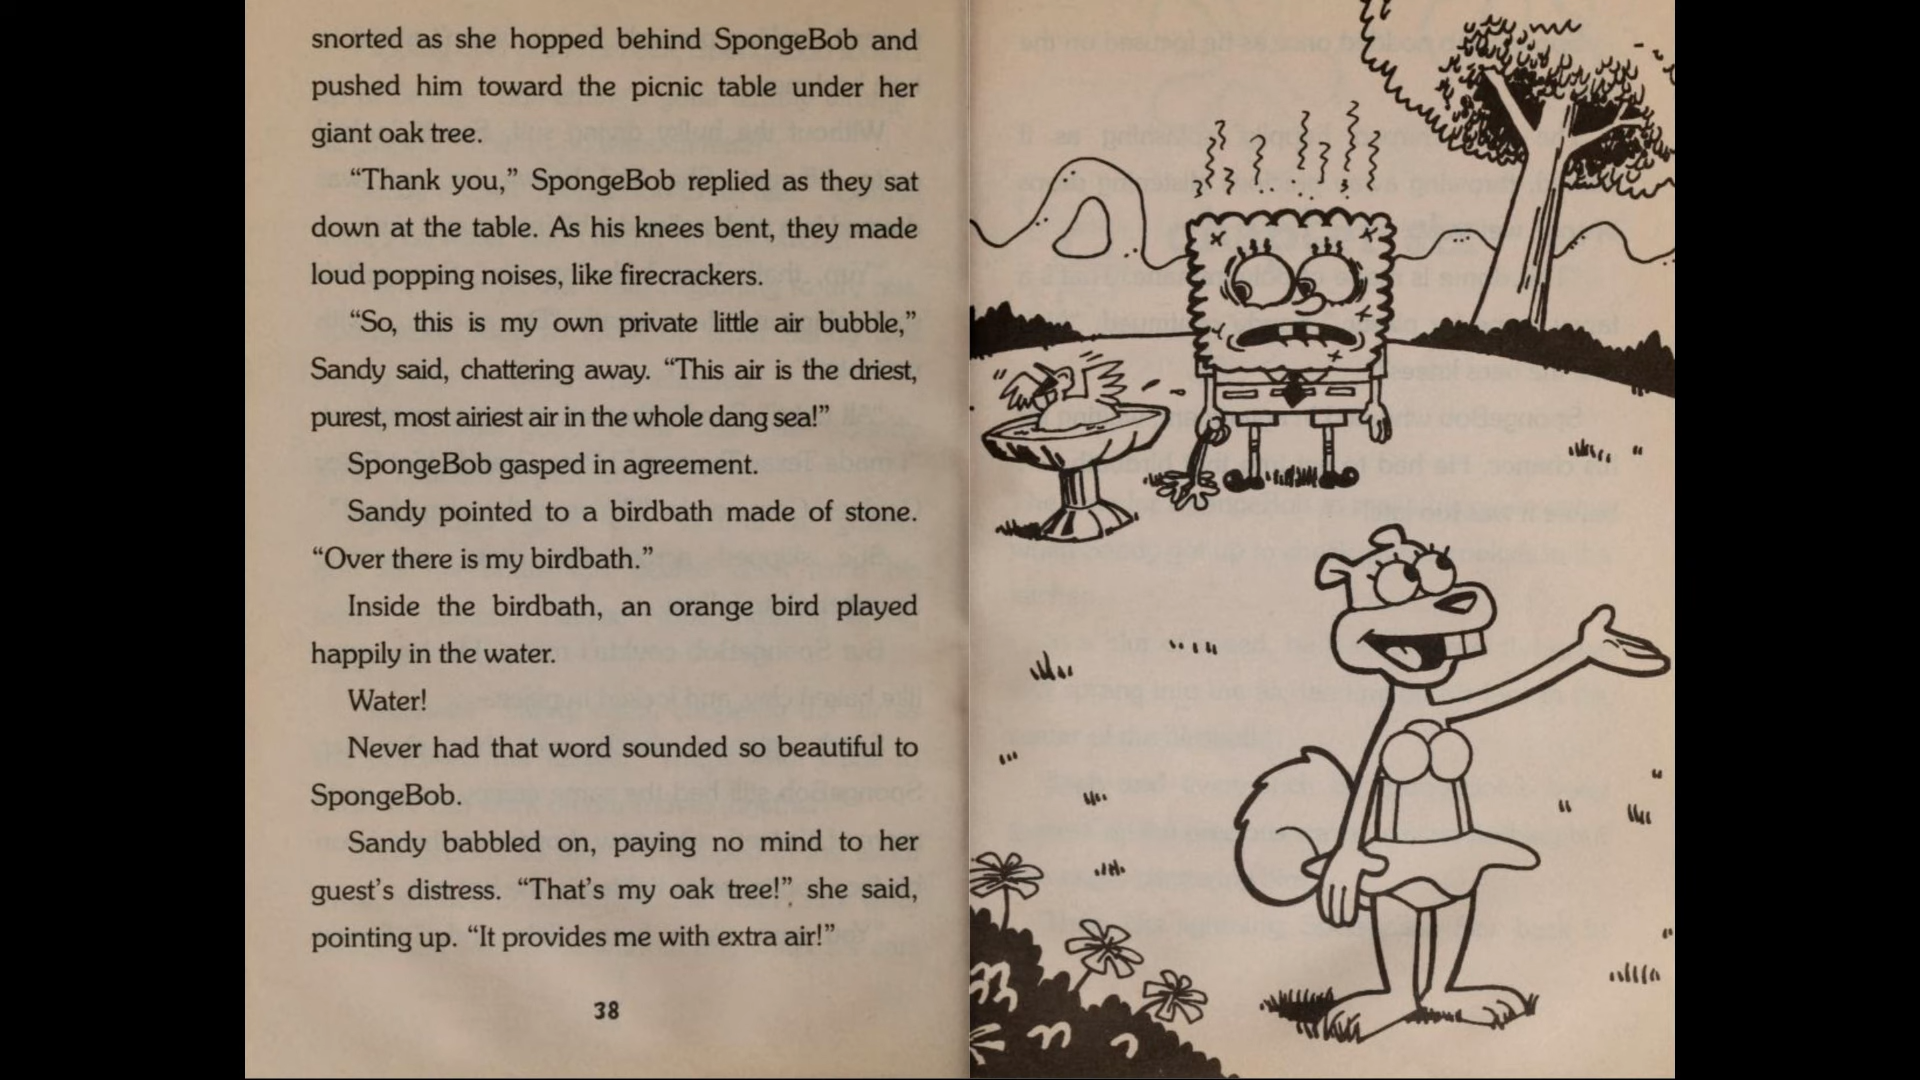 snorted as she hopped behind SpongeBob and
pushed him toward the picnic table under her
giant oak tree.
“Thank you,” SpongeBob replied as they sat
down at the table. As his knees bent, they made
loud popping noises, like firecrackers.
“So, this is my own private little air bubble,”
Sandy said, chattering away. “This air is the driest,
purest, most airiest air in the whole dang sea!”
SpongeBob gasped in agreement.
Sandy pointed to a birdbath made of stone.
“Over there is my birdbath.”
Inside the birdbath, an orange bird played
happily in the water.
Water!
Never had that word sounded so beautiful to
SpongeBob.
Sandy babbled on, paying no mind to her
guest’s distress. “That’s my oak tree!” she said,
pointing up. “It provides me with extra air!”
38